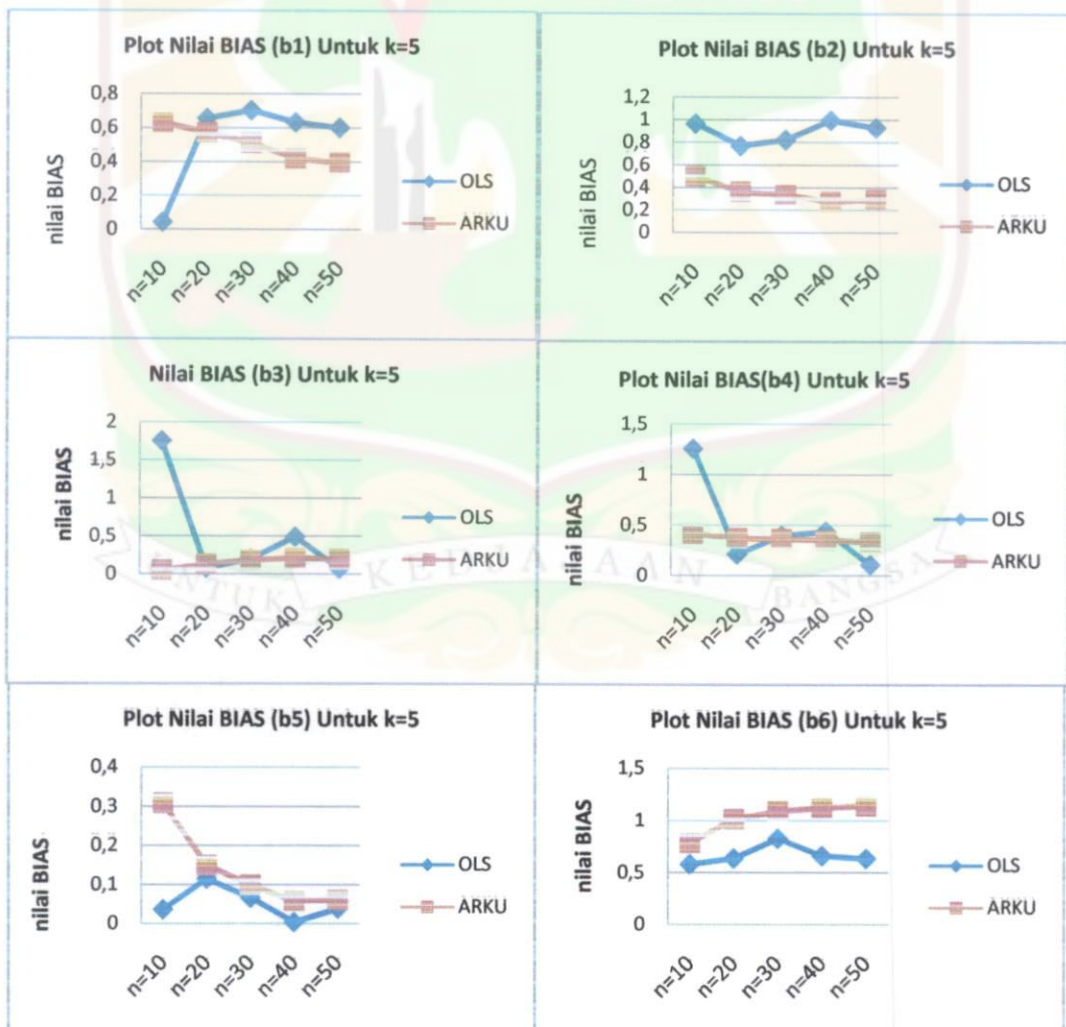 Plot Nilai BIAS (b1) Untuk k=5
nilai BIAS
0,8
0,6
0,4
0,2
0
n=10
n=20
n=30
n=40
n=50
OLS
ARKU
Plot Nilai BIAS (b2) Untuk k=5
nilai BIAS
1,2
1
0,8
0,6
0,4
0,2
0
n=10
n=20
n=30
n=40
n=50
OLS
ARKU
Nilai BIAS (b3) Untuk k=5
nilai BIAS
2
1,5
1
0,5
0
n=10
n=20
n=30
n=40
n=50
OLS
ARKU
Plot Nilai BIAS(b4) Untuk k=5
nilai BIAS
1,5
1
0,5
0
n=10
n=20
n=30
n=40
n=50
OLS
ARKU
UNTUK KEDJAJAAN BANGSA
Plot Nilai BIAS (b5) Untuk k=5
nilai BIAS
0,4
0,3
0,2
0,1
0
n=10
n=20
n=30
n=40
n=50
OLS
ARKU
Plot Nilai BIAS (b6) Untuk k=5
nilai BIAS
1,5
1
0,5
0
n=10
n=20
n=30
n=40
n=50
OLS
ARKU